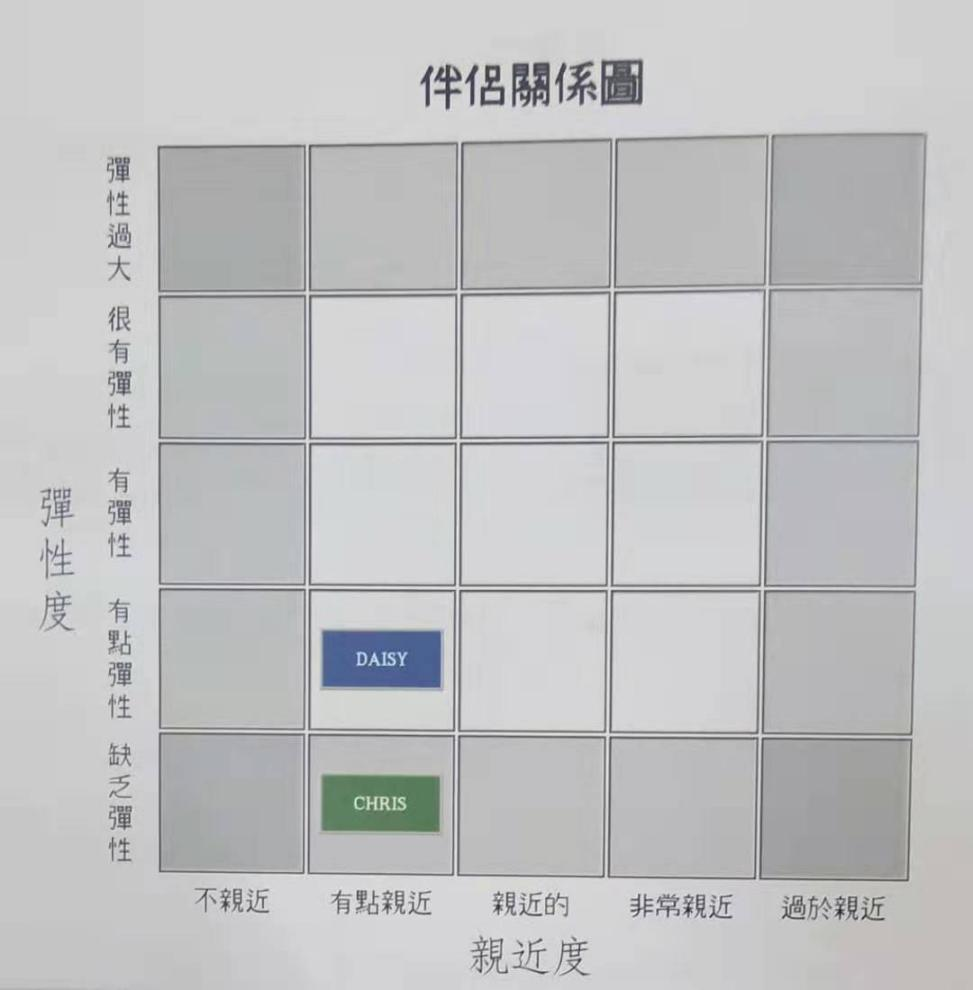 伴侶關係圖
彈性過大
很有彈性
有彈性
彈性度
有點彈性
DAISY
缺乏彈性
CHRIS
不親近 有點親近 親近的 非常親近 過於親近
親近度